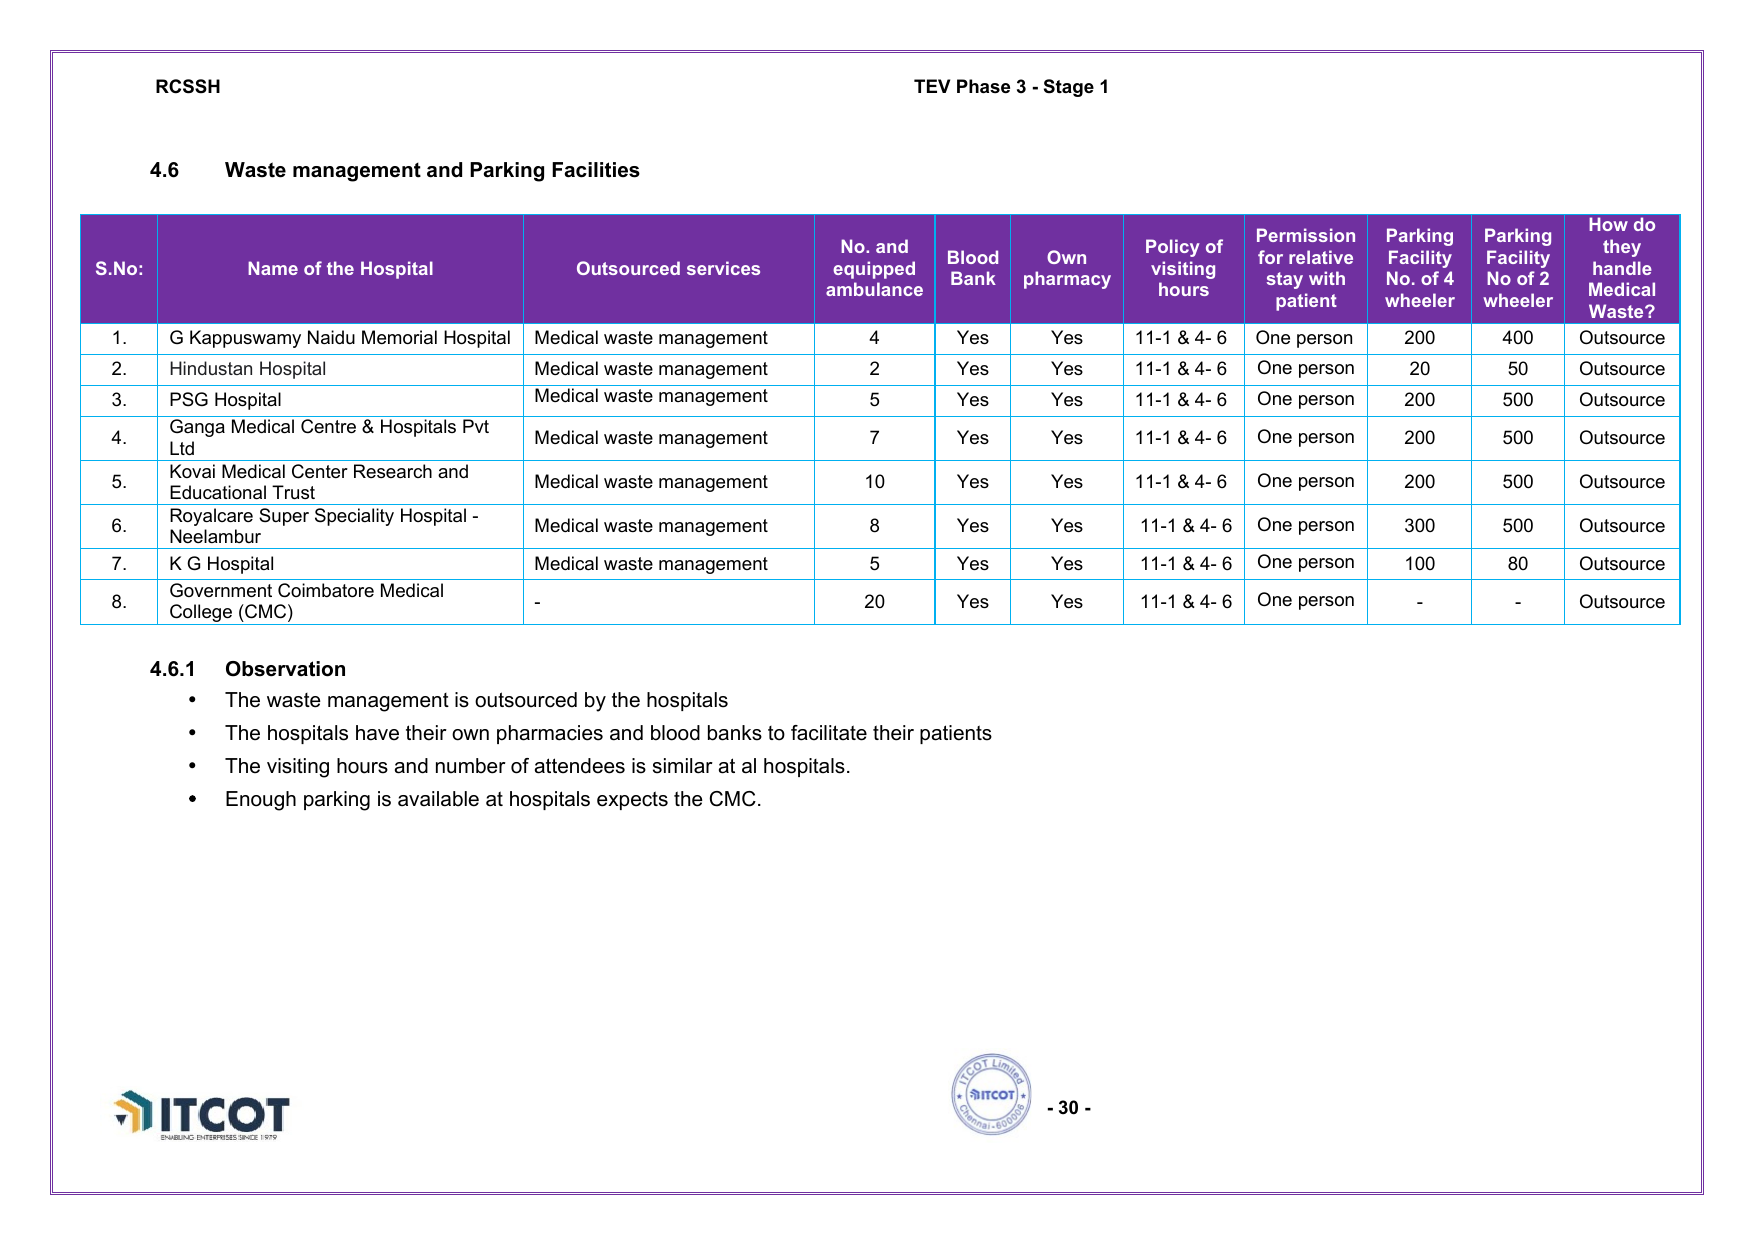 RCSSH TEV Phase 3 - Stage 1
4.6 Waste management and Parking Facilities
S.No: Name of the Hospital Outsourced services No. and equipped ambulance Blood Bank Own pharmacy Policy of visiting hours Permission for relative stay with patient Parking Facility No. of 4 wheeler Parking Facility No of 2 wheeler How do they handle Medical Waste?
1. G Kappuswamy Naidu Memorial Hospital Medical waste management 4 Yes Yes 11-1 & 4- 6 One person 200 400 Outsource
2. Hindustan Hospital Medical waste management 2 Yes Yes 11-1 & 4- 6 One person 20 50 Outsource
3. PSG Hospital Medical waste management 5 Yes Yes 11-1 & 4- 6 One person 200 500 Outsource
4. Ganga Medical Centre & Hospitals Pvt Ltd Medical waste management 7 Yes Yes 11-1 & 4- 6 One person 200 500 Outsource
5. Kovai Medical Center Research and Educational Trust Medical waste management 10 Yes Yes 11-1 & 4- 6 One person 200 500 Outsource
6. Royalcare Super Speciality Hospital - Neelambur Medical waste management 8 Yes Yes 11-1 & 4- 6 One person 300 500 Outsource
7. K G Hospital Medical waste management 5 Yes Yes 11-1 & 4- 6 One person 100 80 Outsource
8. Government Coimbatore Medical College (CMC) - 20 Yes Yes 11-1 & 4- 6 One person - - Outsource
4.6.1 Observation
• The waste management is outsourced by the hospitals
• The hospitals have their own pharmacies and blood banks to facilitate their patients
• The visiting hours and number of attendees is similar at al hospitals.
• Enough parking is available at hospitals expects the CMC.
ITCOT
ENABLING ENTERPRISES SINCE 1979
ITCOT Limited
ITCOT
Chennai-600006
- 30 -